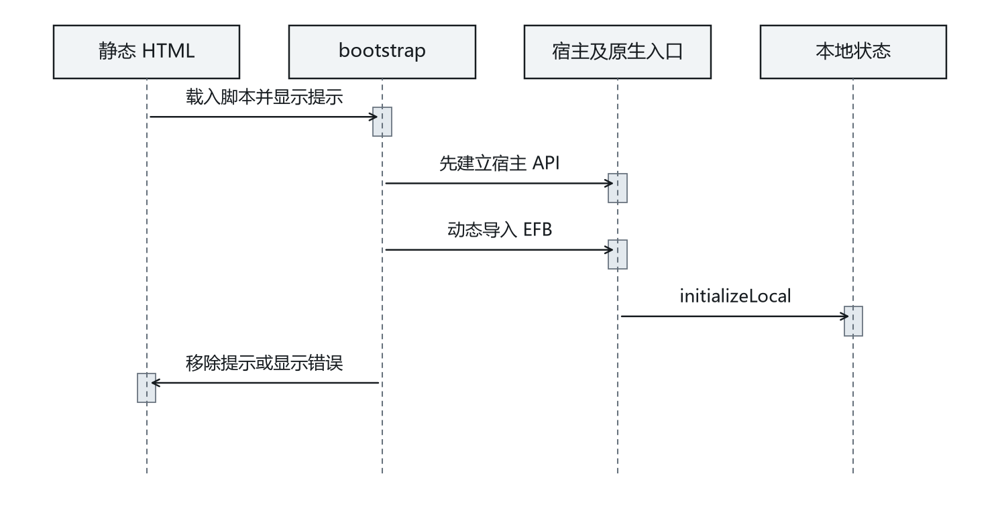 静态 HTML
bootstrap
宿主及原生入口
本地状态
载入脚本并显示提示
先建立宿主 API
动态导入 EFB
initializeLocal
移除提示或显示错误